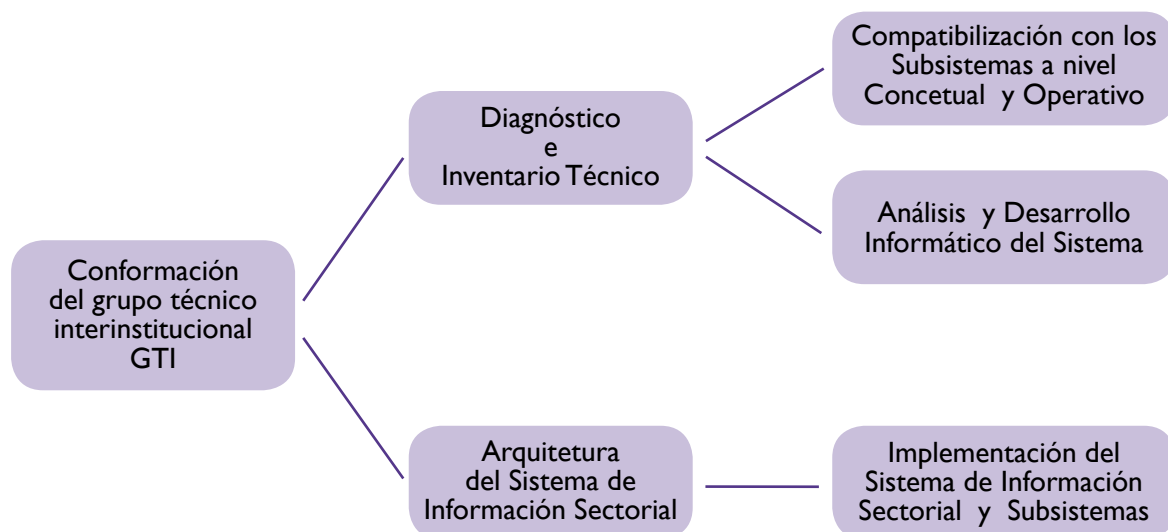 Conformación
del grupo técnico
interinstitucional
GTI
Diagnóstico
e
Inventario Técnico
Compatibilización con los
Subsistemas a nivel
Concetual y Operativo
Análisis y Desarrollo
Informático del Sistema
Arquitetura
del Sistema de
Información Sectorial
Implementación del
Sistema de Información
Sectorial y Subsistemas